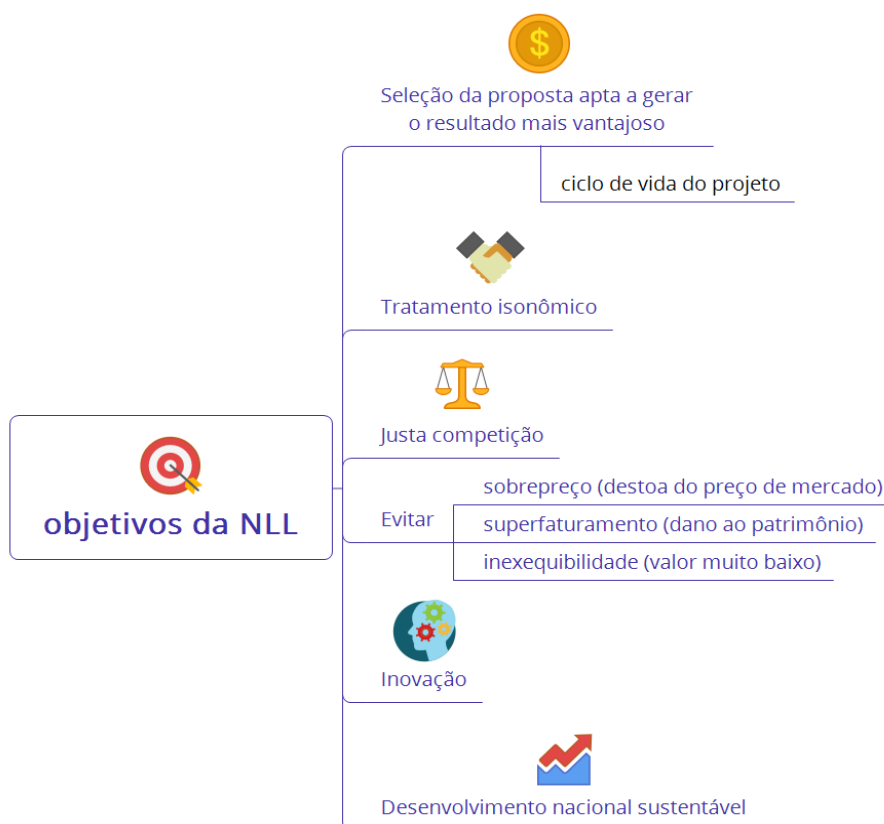 $
Seleção da proposta apta a gerar
o resultado mais vantajoso
ciclo de vida do projeto
Tratamento isonômico
Justa competição
objetivos da NLL
Evitar
sobrepreço (destoa do preço de mercado)
superfaturamento (dano ao patrimônio)
inexequibilidade (valor muito baixo)
Inovação
Desenvolvimento nacional sustentável